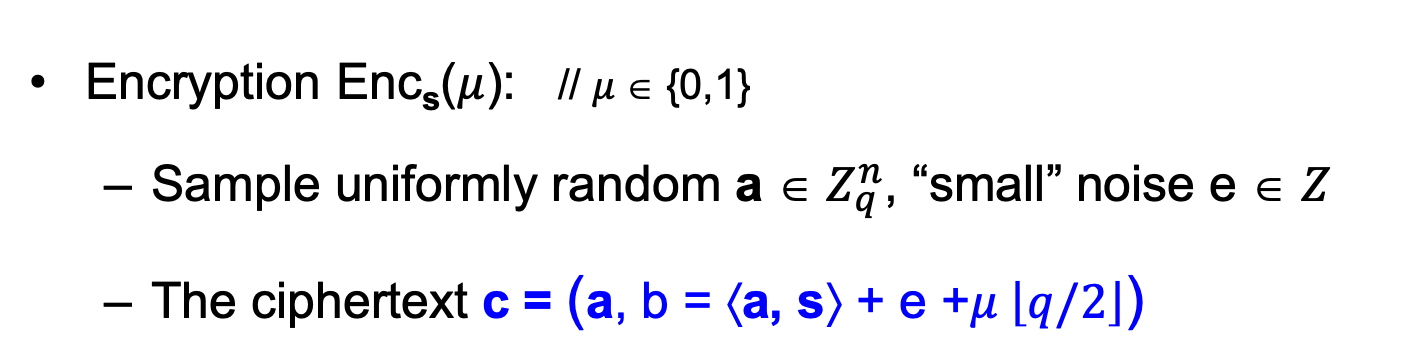 • Encryption Encₛ(μ): // μ ∈ {0,1}
– Sample uniformly random a ∈ Z_q^n, “small” noise e ∈ Z
– The ciphertext c = (a, b = ⟨a, s⟩ + e +μ ⌊q/2⌋)